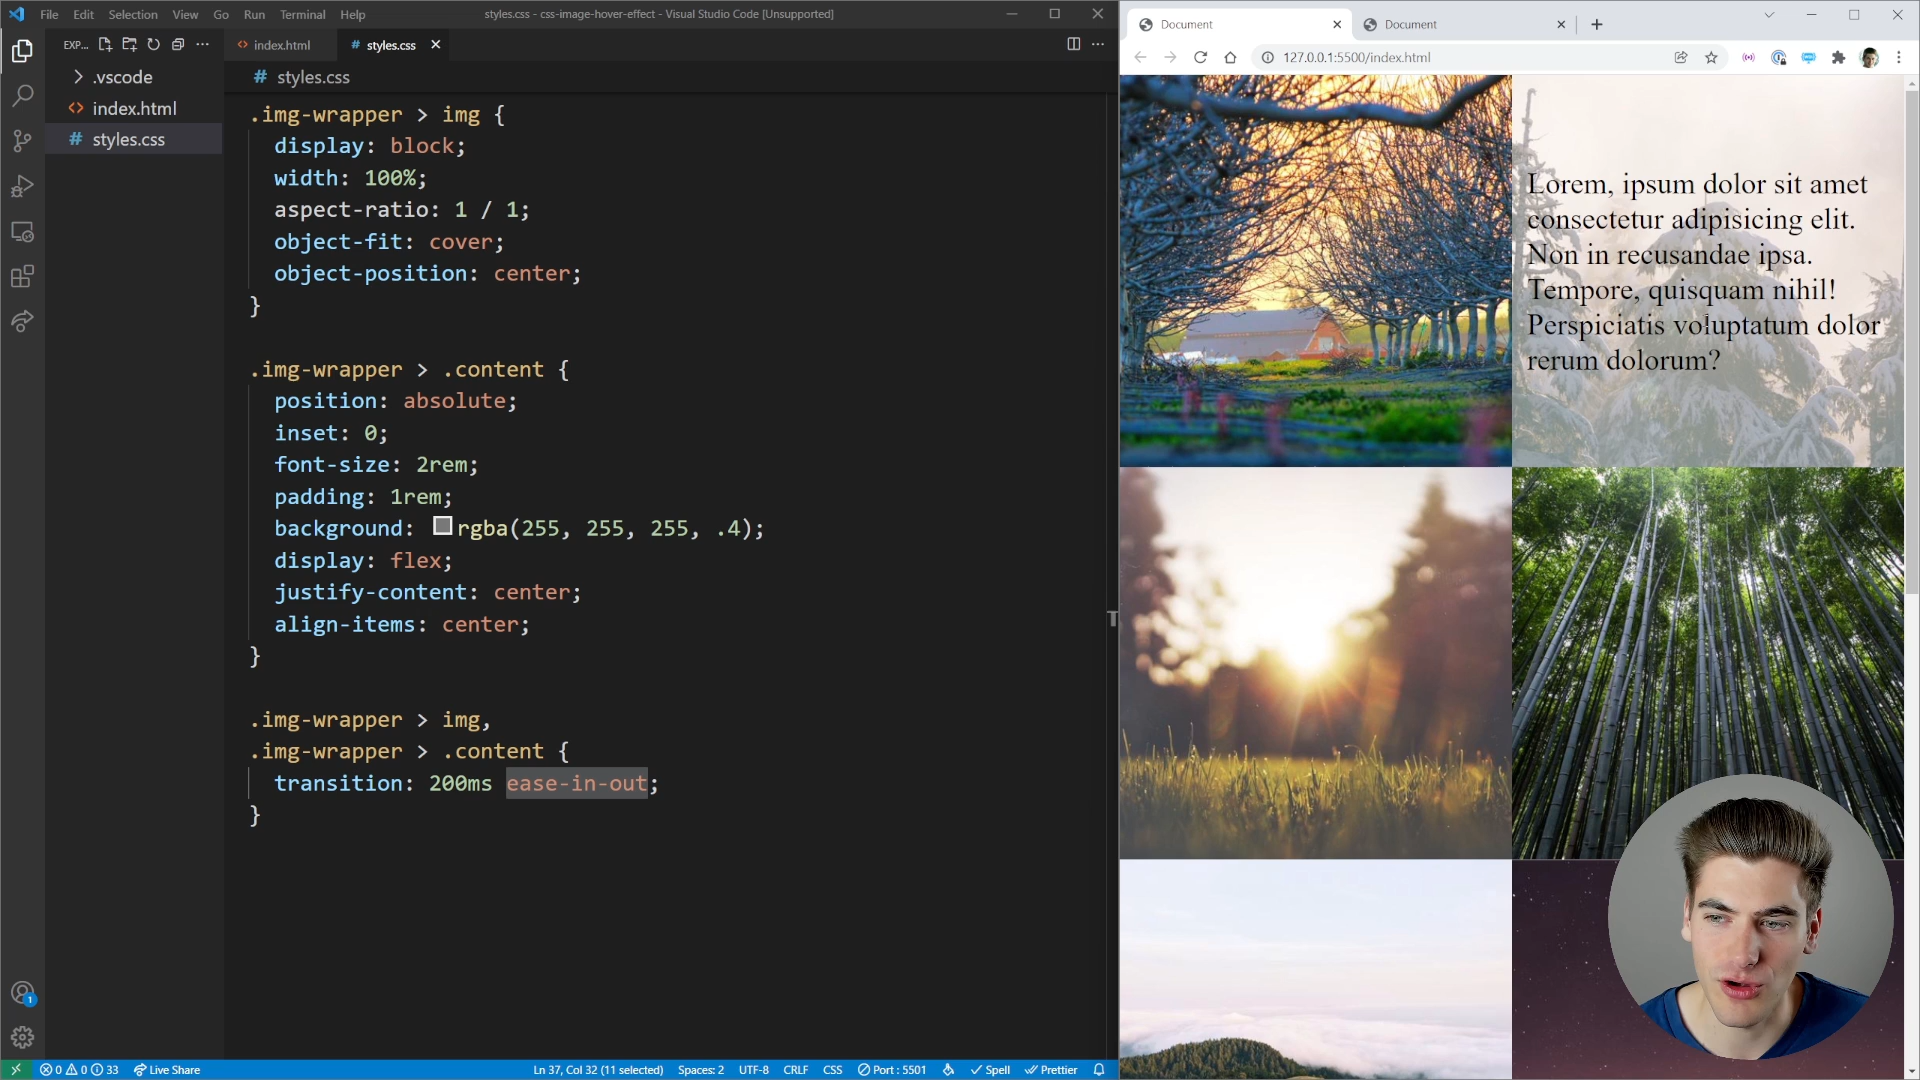 File Edit Selection View Go Run Terminal Help
styles.css - css-image-hover-effect - Visual Studio Code [Unsupported]
EXP...
.vscode
index.html
# styles.css
index.html
# styles.css
# styles.css
.img-wrapper > img {
display: block;
width: 100%;
aspect-ratio: 1 / 1;
object-fit: cover;
object-position: center;
}
.img-wrapper > .content {
position: absolute;
inset: 0;
font-size: 2rem;
padding: 1rem;
background: rgba(255, 255, 255, .4);
display: flex;
justify-content: center;
align-items: center;
}
.img-wrapper > img,
.img-wrapper > .content {
transition: 200ms ease-in-out;
}
1
0 0 33 Live Share
Ln 37, Col 32 (11 selected) Spaces: 2 UTF-8 CRLF CSS Port : 5501 Spell Prettier
Document Document
127.0.0.1:5500/index.html
Lorem, ipsum dolor sit amet
consectetur adipisicing elit.
Non in recusandae ipsa.
Tempore, quisquam nihil!
Perspiciatis voluptatum dolor
rerum dolorum?